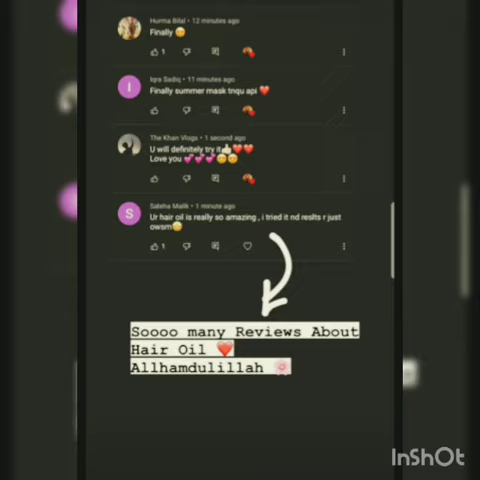 Hurma Bilal • 12 minutes ago
Finally 😊
1
I
Iqra Sadiq • 11 minutes ago
Finally summer mask tnqu api ❤️
The Khan Vlogs • 1 second ago
U will definitely try it👍❤️❤️
Love you 💕💕💕😊😊
S
Sabiha Malik • 1 minute ago
Ur hair oil is really so amazing , i tried it nd reslts r just
owsm😊
1
Soooo many Reviews About
Hair Oil ❤️
Allhamdulillah 🌸
InShOt